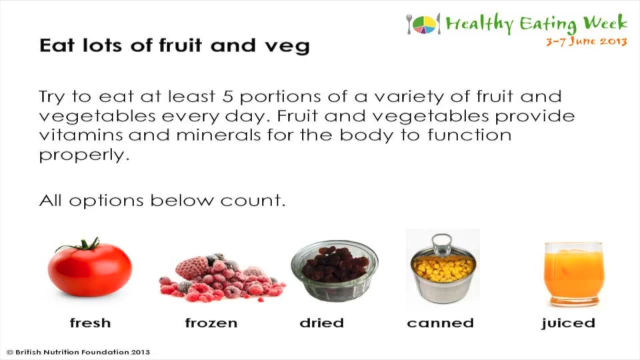 Healthy Eating Week
3-7 June 2013
Eat lots of fruit and veg
Try to eat at least 5 portions of a variety of fruit and
vegetables every day. Fruit and vegetables provide
vitamins and minerals for the body to function
properly.
All options below count.
fresh frozen dried canned juiced
© British Nutrition Foundation 2013